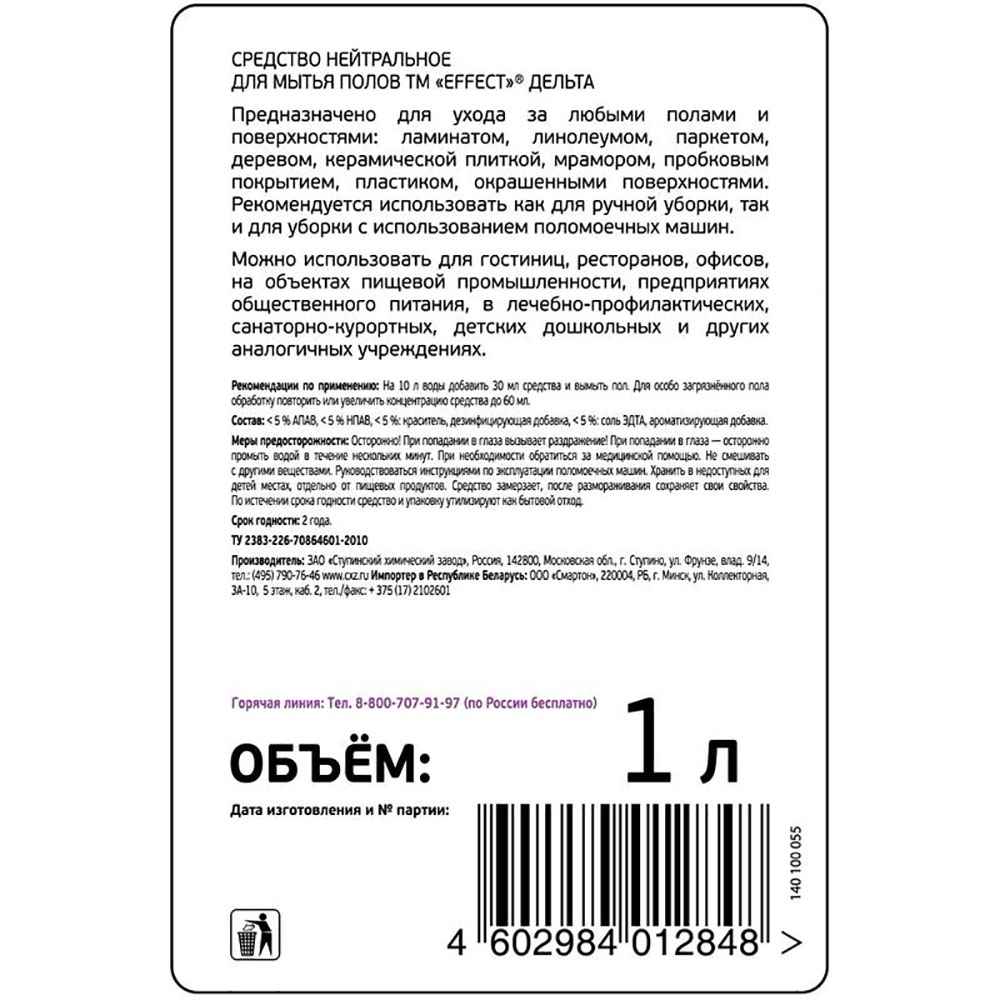 СРЕДСТВО НЕЙТРАЛЬНОЕ
ДЛЯ МЫТЬЯ ПОЛОВ ТМ «EFFECT»® ДЕЛЬТА
Предназначено для ухода за любыми полами и
поверхностями: ламинатом, линолеумом, паркетом,
деревом, керамической плиткой, мрамором, пробковым
покрытием, пластиком, окрашенными поверхностями.
Рекомендуется использовать как для ручной уборки, так
и для уборки с использованием поломоечных машин.
Можно использовать для гостиниц, ресторанов, офисов,
на объектах пищевой промышленности, предприятиях
общественного питания, в лечебно-профилактических,
санаторно-курортных, детских дошкольных и других
аналогичных учреждениях.
Рекомендации по применению: На 10 л воды добавить 30 мл средства и вымыть пол. Для особо загрязнённого пола
обработку повторить или увеличить концентрацию средства до 60 мл.
Состав: < 5 % АПАВ, < 5 % НПАВ, < 5 %: краситель, дезинфицирующая добавка, < 5 %: соль ЭДТА, ароматизирующая добавка.
Меры предосторожности: Осторожно! При попадании в глаза вызывает раздражение! При попадании в глаза — осторожно
промыть водой в течение нескольких минут. При необходимости обратиться за медицинской помощью. Не смешивать
с другими веществами. Руководствоваться инструкциями по эксплуатации поломоечных машин. Хранить в недоступных для
детей местах, отдельно от пищевых продуктов. Средство замерзает, после размораживания сохраняет свои свойства.
По истечении срока годности средство и упаковку утилизируют как бытовой отход.
Срок годности: 2 года.
ТУ 2383-226-70864601-2010
Производитель: ЗАО «Ступинский химический завод», Россия, 142800, Московская обл., г. Ступино, ул. Фрунзе, влад. 9/14,
тел.: (495) 790-76-46 www.cxz.ru Импортер в Республике Беларусь: ООО «Смартон», 220004, РБ, г. Минск, ул. Коллекторная,
3А-10, 5 этаж, каб. 2, тел./факс: + 375 (17) 2102601
Горячая линия: Тел. 8-800-707-91-97 (по России бесплатно)
ОБЪЁМ: 1 л
Дата изготовления и № партии:
140 100 055
4 602984 012848 >